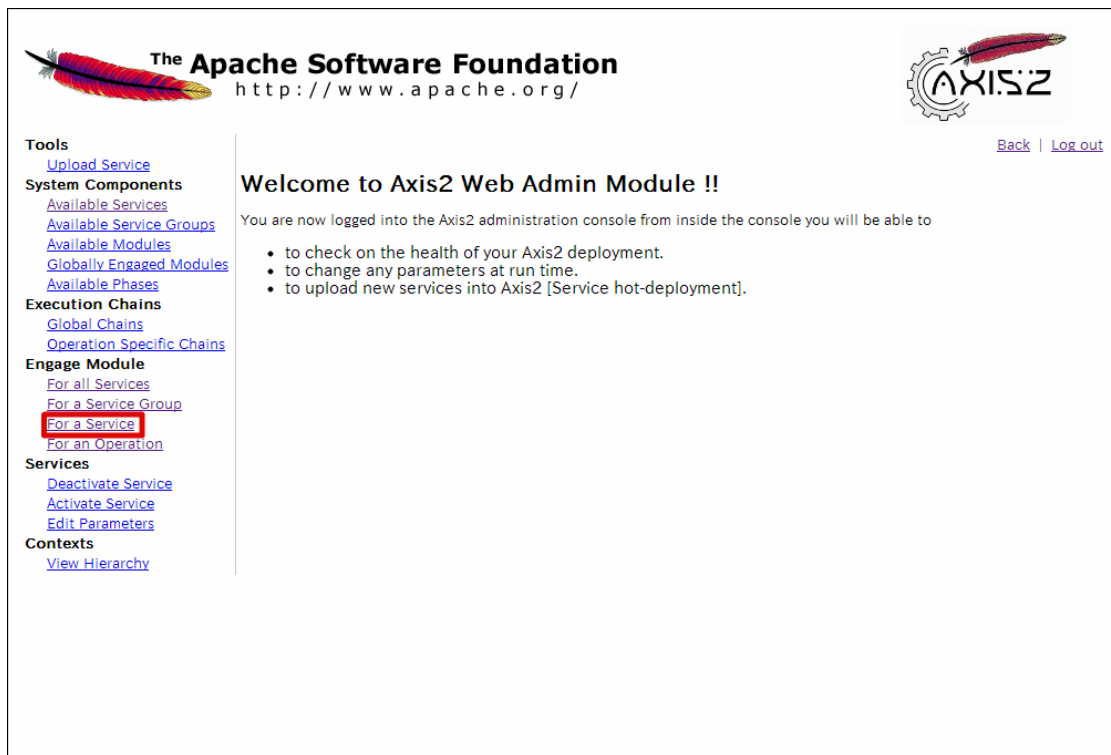 The Apache Software Foundation
http://www.apache.org/
AXIS2
Back | Log out
Tools
Upload Service
System Components
Available Services
Available Service Groups
Available Modules
Globally Engaged Modules
Available Phases
Execution Chains
Global Chains
Operation Specific Chains
Engage Module
For all Services
For a Service Group
For a Service
For an Operation
Services
Deactivate Service
Activate Service
Edit Parameters
Contexts
View Hierarchy
Welcome to Axis2 Web Admin Module !!
You are now logged into the Axis2 administration console from inside the console you will be able to
• to check on the health of your Axis2 deployment.
• to change any parameters at run time.
• to upload new services into Axis2 [Service hot-deployment].